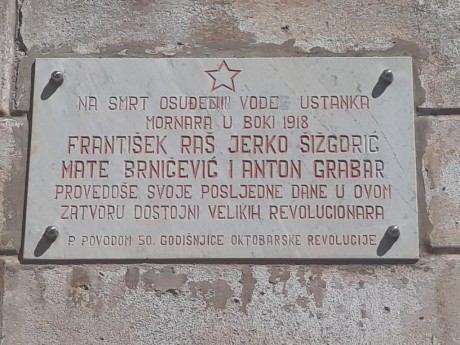 NA SMRT OSUĐENI VOĐE USTANKA
MORNARA U BOKI 1918
FRANTIŠEK RAŠ JERKO ŠIŽGORIĆ
MATE BRNIČEVIĆ I ANTON GRABAR
PROVEDOŠE SVOJE POSLJEDNE DANE U OVOM
ZATVORU DOSTOJNI VELIKIH REVOLUCIONARA
P POVODOM 50. GODIŠNJICE OKTOBARSKE REVOLUCIJE